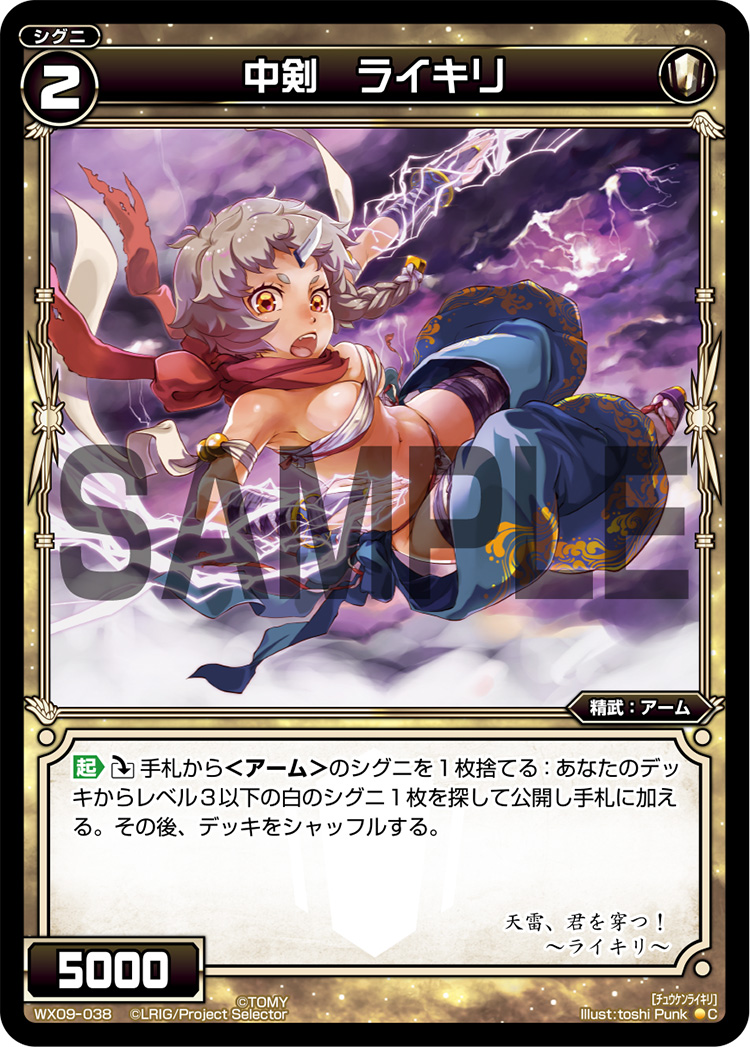 シグニ
2
中剣　ライキリ
SAMPLE
精武：アーム
起 手札から<アーム>のシグニを１枚捨てる：あなたのデッ
キからレベル３以下の白のシグニ１枚を探して公開し手札に加え
る。その後、デッキをシャッフルする。
天雷、君を穿つ！
～ライキリ～
5000
WX09-038
©TOMY
©LRIG/Project Selector
[チュウケンライキリ]
Illust:toshi Punk C